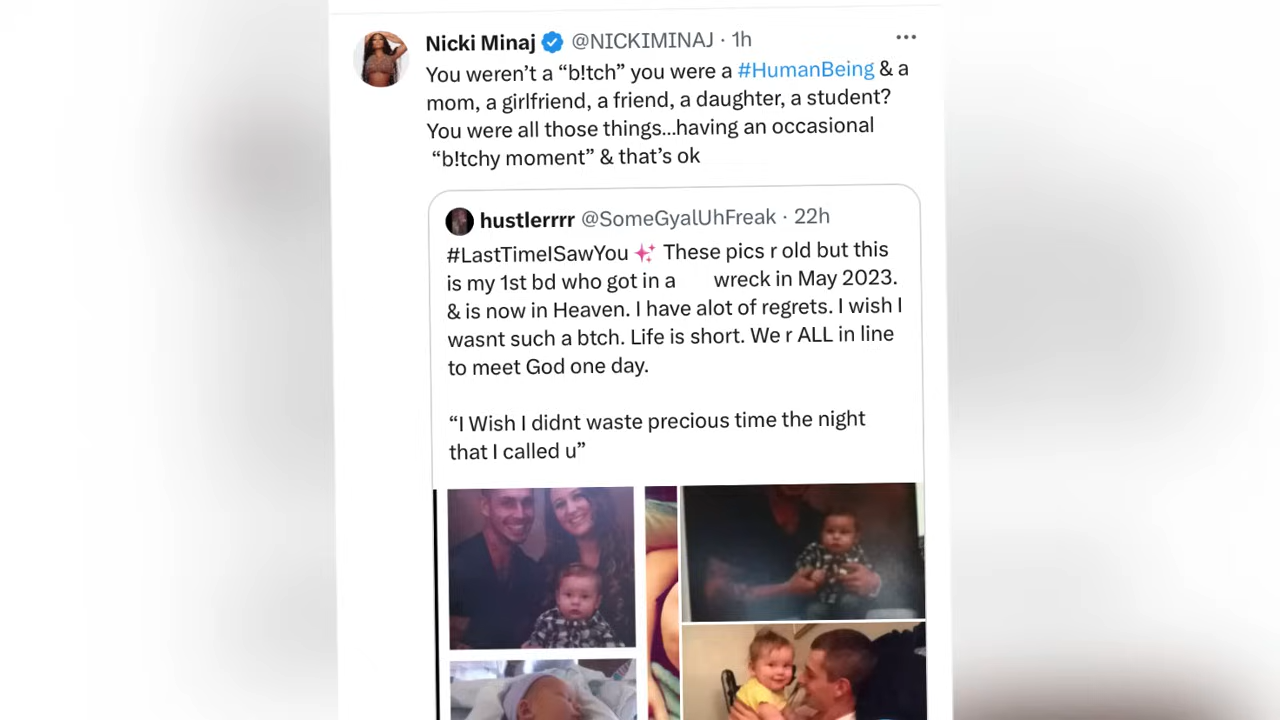 Nicki Minaj @NICKIMINAJ · 1h
You weren't a “b!tch” you were a #HumanBeing & a
mom, a girlfriend, a friend, a daughter, a student?
You were all those things...having an occasional
“b!tchy moment” & that's ok
hustlerrrr @SomeGyalUhFreak · 22h
#LastTimeISawYou ✨ These pics r old but this
is my 1st bd who got in a wreck in May 2023.
& is now in Heaven. I have alot of regrets. I wish I
wasnt such a btch. Life is short. We r ALL in line
to meet God one day.
“I Wish I didnt waste precious time the night
that I called u”